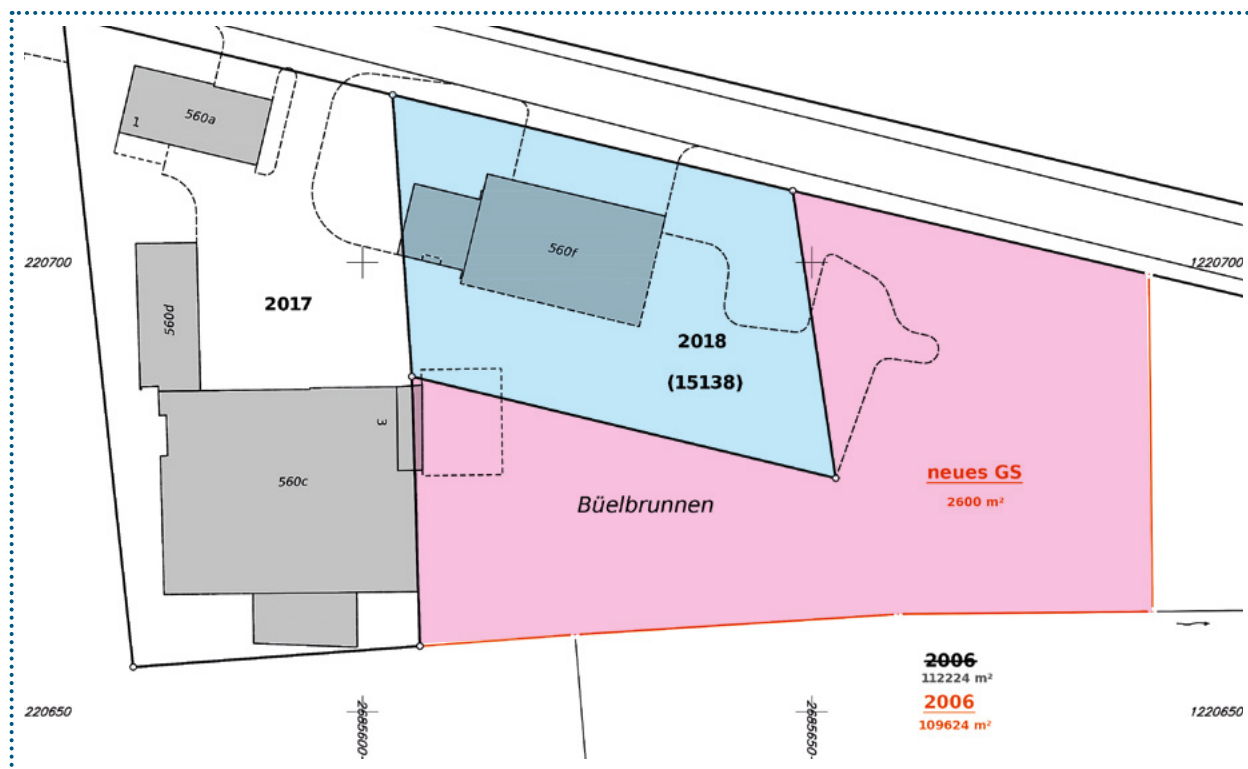 560a
1
220700
560f
1220700
560d
2017
2018
(15138)
3
neues GS
2600 m²
560c
Büelbrunnen
2006
112224 m²
2006
109624 m²
220650
2685600
2685650
1220650